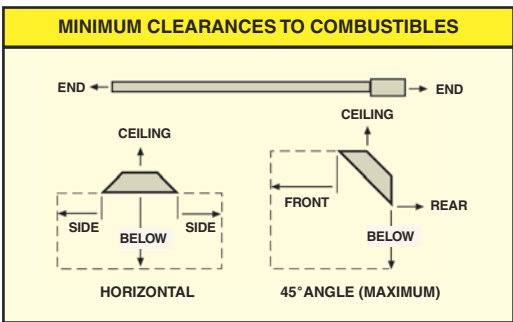 MINIMUM CLEARANCES TO COMBUSTIBLES
END
END
CEILING
CEILING
FRONT
REAR
SIDE
SIDE
BELOW
BELOW
HORIZONTAL
45° ANGLE (MAXIMUM)